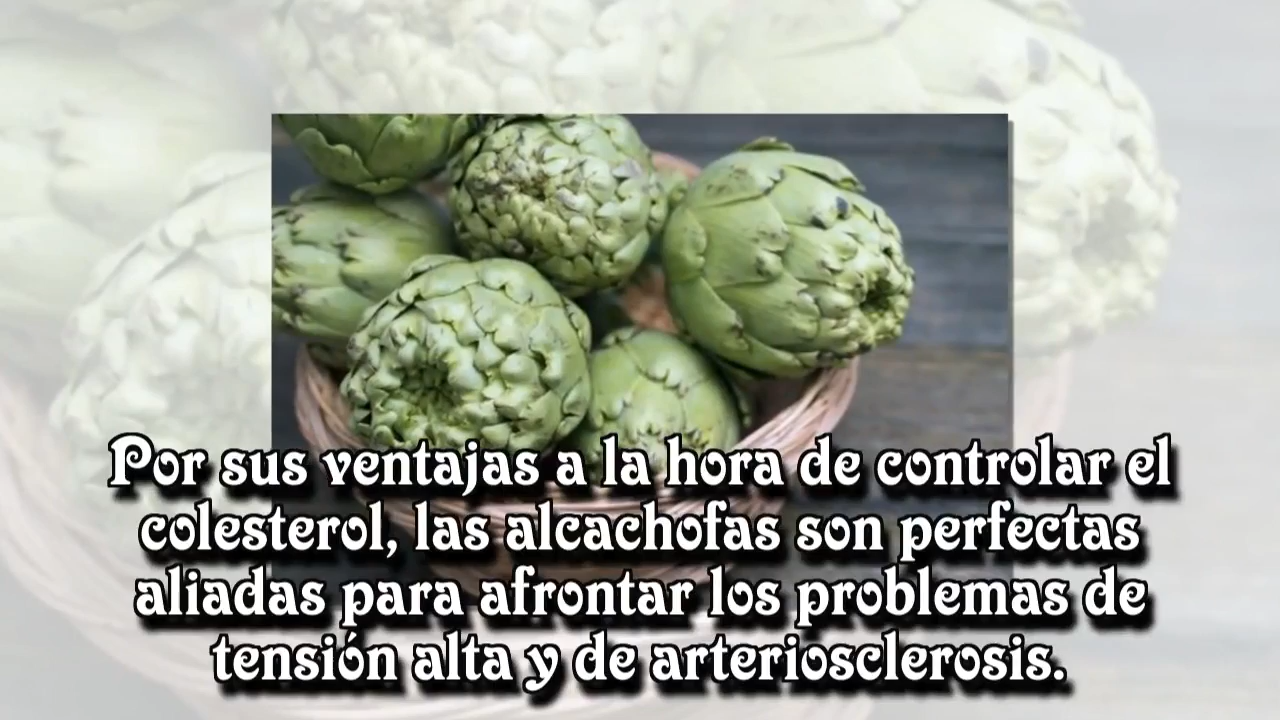 Por sus ventajas a la hora de controlar el
colesterol, las alcachofas son perfectas
aliadas para afrontar los problemas de
tensión alta y de arteriosclerosis.